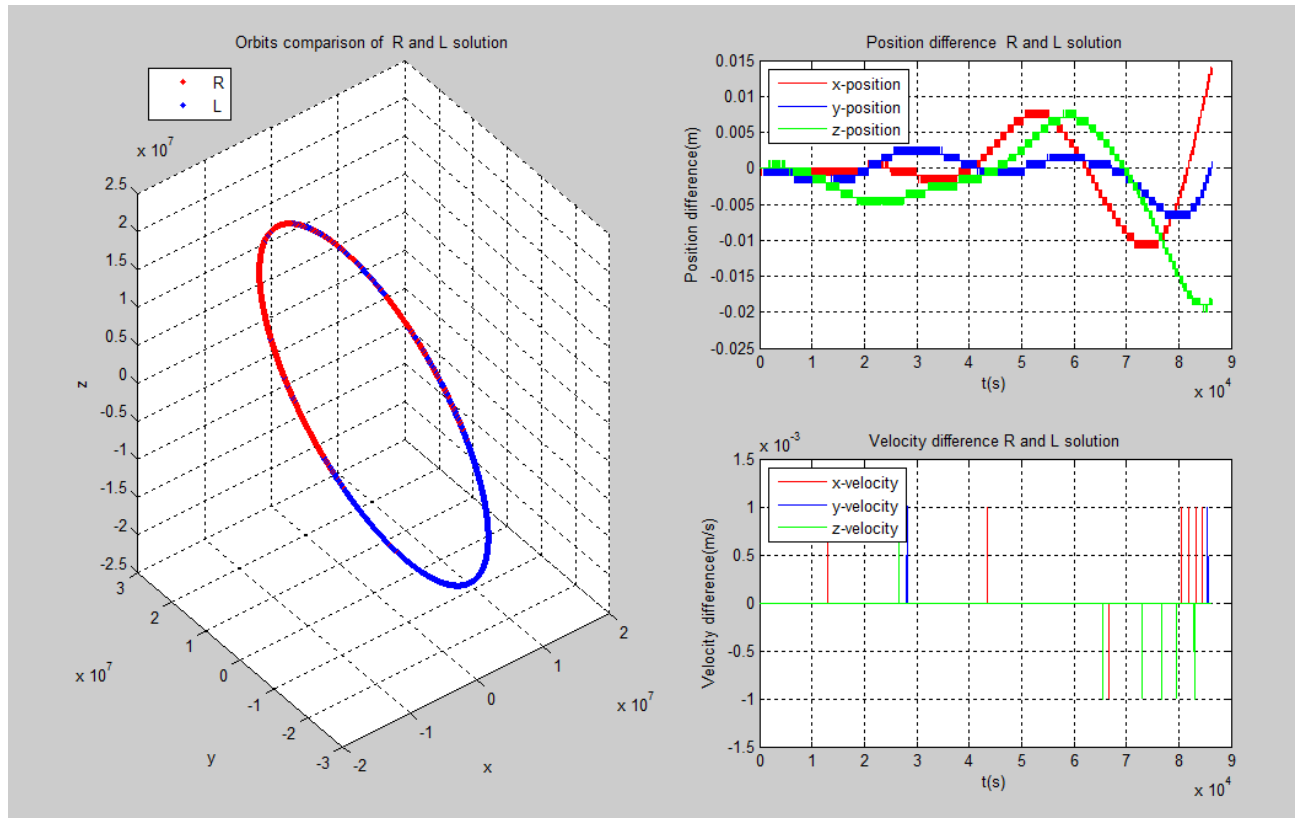 Orbits comparison of  R and L solution
R
L
x 10^7
2.5
2
1.5
1
0.5
0
-0.5
-1
-1.5
-2
-2.5
z
3
2
1
0
-1
-2
-3
x 10^7
y
-2
-1
0
1
2
x 10^7
x
Position difference  R and L solution
x-position
y-position
z-position
0.015
0.01
0.005
0
-0.005
-0.01
-0.015
-0.02
-0.025
Position difference(m)
0 1 2 3 4 5 6 7 8 9
t(s)
x 10^4
Velocity difference R and L solution
x 10^-3
x-velocity
y-velocity
z-velocity
1.5
1
0.5
0
-0.5
-1
-1.5
Velocity difference(m/s)
0 1 2 3 4 5 6 7 8 9
t(s)
x 10^4